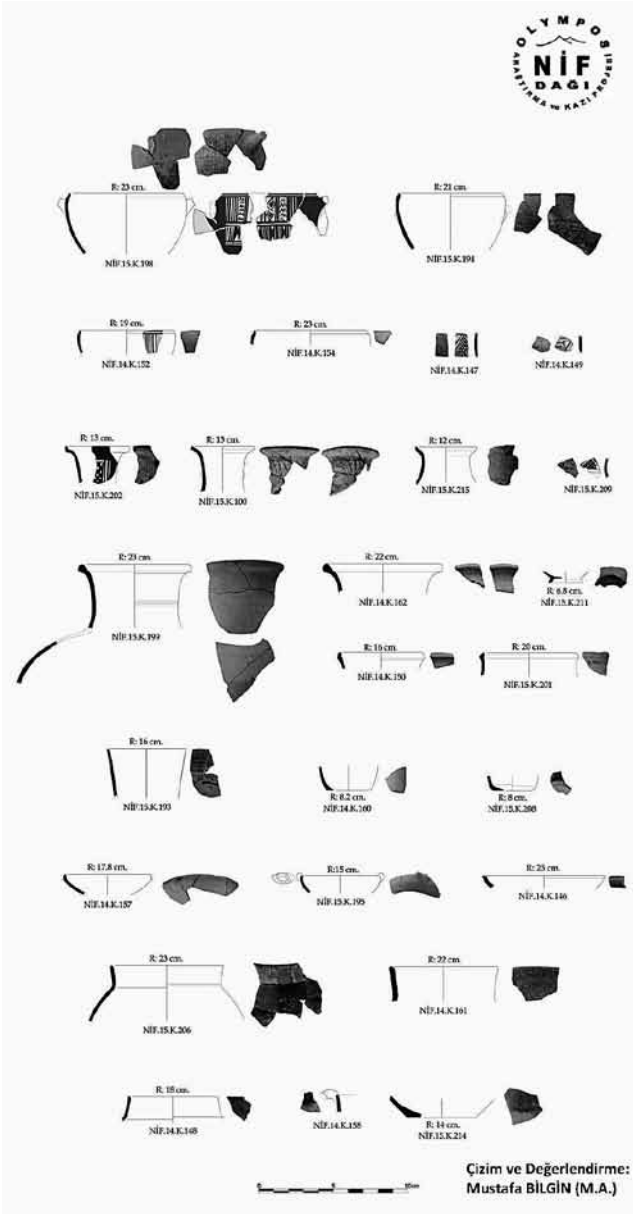 OLYMPOS
NİF
DAĞI
ARAŞTIRMA ve KAZI PROJESİ
R: 23 cm.
NİF.15.K.198
R: 21 cm.
NİF.15.K.194
R: 19 cm.
NİF.14.K.152
R: 23 cm.
NİF.14.K.154
NİF.14.K.147
NİF.14.K.149
R: 13 cm.
NİF.15.K.202
R: 13 cm.
NİF.15.K.100
R: 12 cm.
NİF.15.K.215
NİF.15.K.209
R: 23 cm.
NİF.15.K.199
R: 22 cm.
NİF.14.K.162
R: 6.8 cm.
NİF.15.K.211
R: 16 cm.
NİF.14.K.150
R: 20 cm.
NİF.15.K.201
R: 16 cm.
NİF.15.K.193
R: 8.2 cm.
NİF.14.K.160
R: 8 cm.
NİF.15.K.208
R: 17.8 cm.
NİF.14.K.157
R:15 cm.
NİF.15.K.195
R: 25 cm.
NİF.14.K.146
R: 23 cm.
NİF.15.K.206
R: 22 cm.
NİF.14.K.161
R: 18 cm.
NİF.14.K.148
NİF.14.K.158
R: 14 cm.
NİF.15.K.214
Çizim ve Değerlendirme:
Mustafa BİLGİN (M.A.)